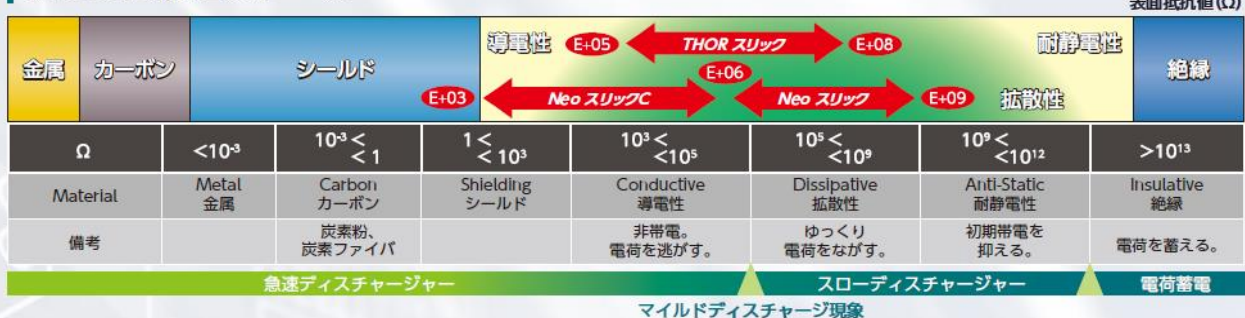 表面抵抗値(Ω)
金属
カーボン
シールド
導電性
E+05
THOR スリック
E+08
耐静電性
絶縁
E+03
Neo スリックC
E+06
Neo スリック
E+09
拡散性
Ω
<10-³
10-³<
<1
1<
<10³
10³<
<10⁵
10⁵<
<10⁹
10⁹<
<10¹²
>10¹³
Material
Metal
金属
Carbon
カーボン
Shielding
シールド
Conductive
導電性
Dissipative
拡散性
Anti-Static
耐静電性
Insulative
絶縁
備考
炭素粉、
炭素ファイバ
非帯電。
電荷を逃がす。
ゆっくり
電荷をながす。
初期帯電を
抑える。
電荷を蓄える。
急速ディスチャージャー
スローディスチャージャー
電荷蓄電
マイルドディスチャージ現象